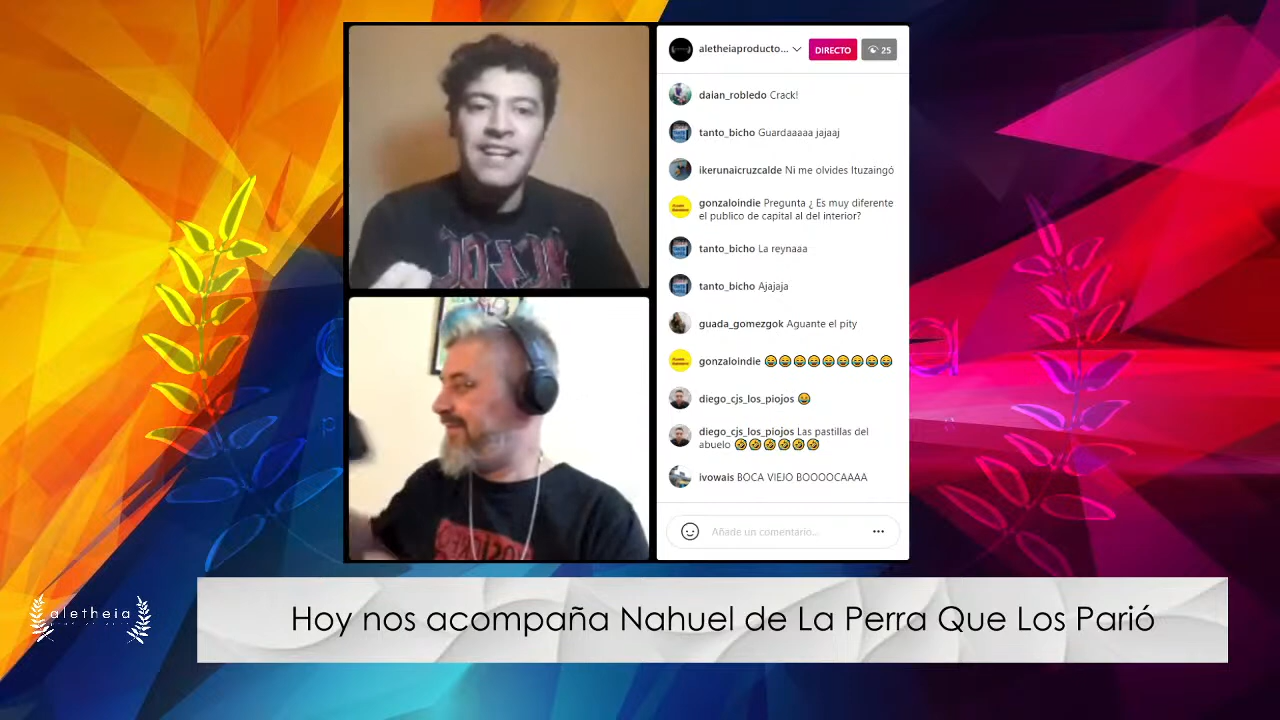 aletheiaproducto...
DIRECTO
25
daian_robledo Crack!
tanto_bicho Guardaaaaa jajaaj
ikerunaicruzcalde Ni me olvides Ituzaingó
gonzaloindie Pregunta ¿ Es muy diferente
el publico de capital al del interior?
tanto_bicho La reynaaa
tanto_bicho Ajajaja
guada_gomezgok Aguante el pity
gonzaloindie 😂😂😂😂😂😂😂😂😂
diego_cjs_los_piojos 😂
diego_cjs_los_piojos Las pastillas del
abuelo 🤣🤣🤣🤣🤣🤣
ivowais BOCA VIEJO BOOOOCAAAA
Añade un comentario...
aletheia
Hoy nos acompaña Nahuel de La Perra Que Los Parió